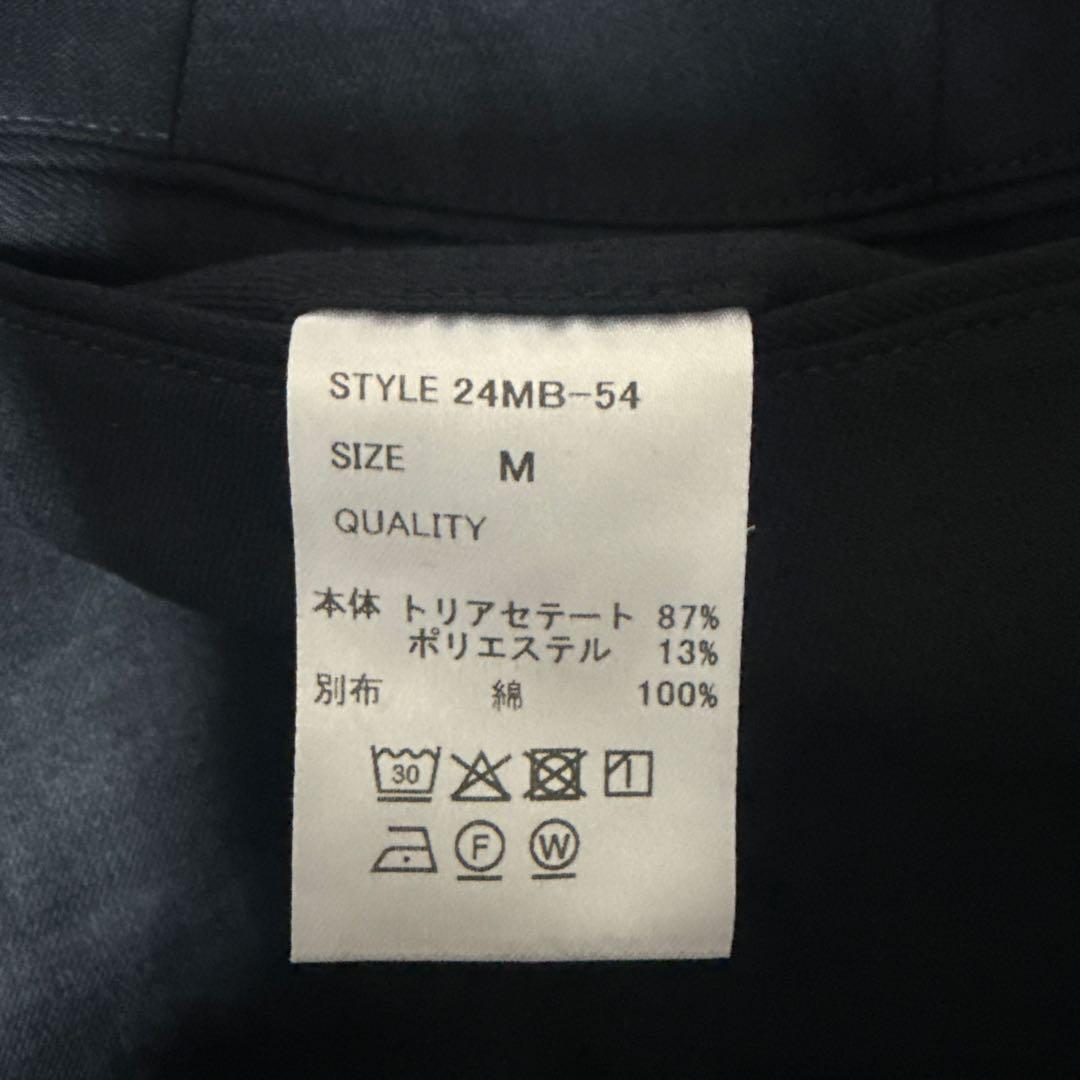 STYLE 24MB-54
SIZE M
QUALITY
本体 トリアセテート 87%
ポリエステル 13%
別布 綿 100%
30
F W